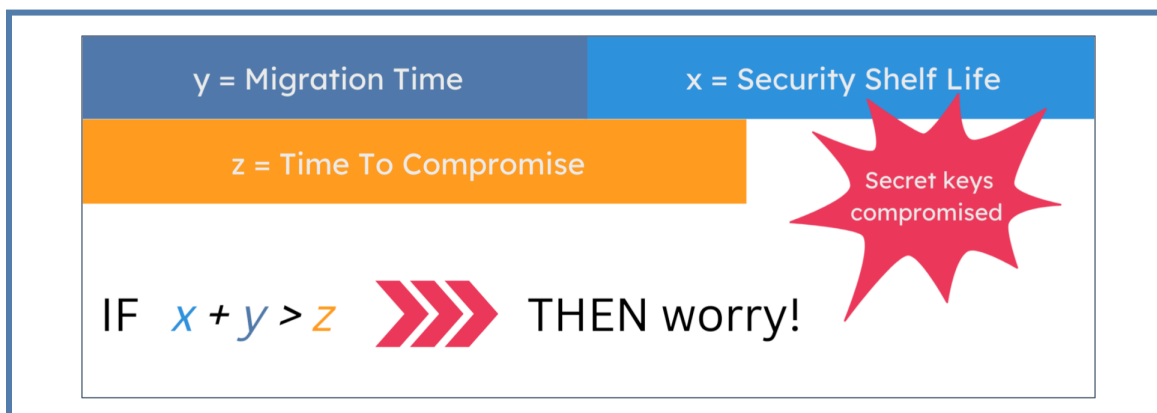 y = Migration Time
x = Security Shelf Life
z = Time To Compromise
Secret keys
compromised
IF x + y > z THEN worry!